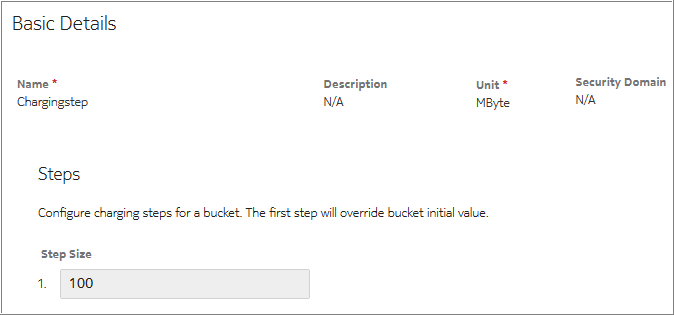 Basic Details
Name * Description Unit * Security Domain
Chargingstep N/A MByte N/A
Steps
Configure charging steps for a bucket. The first step will override bucket initial value.
Step Size
1. 100